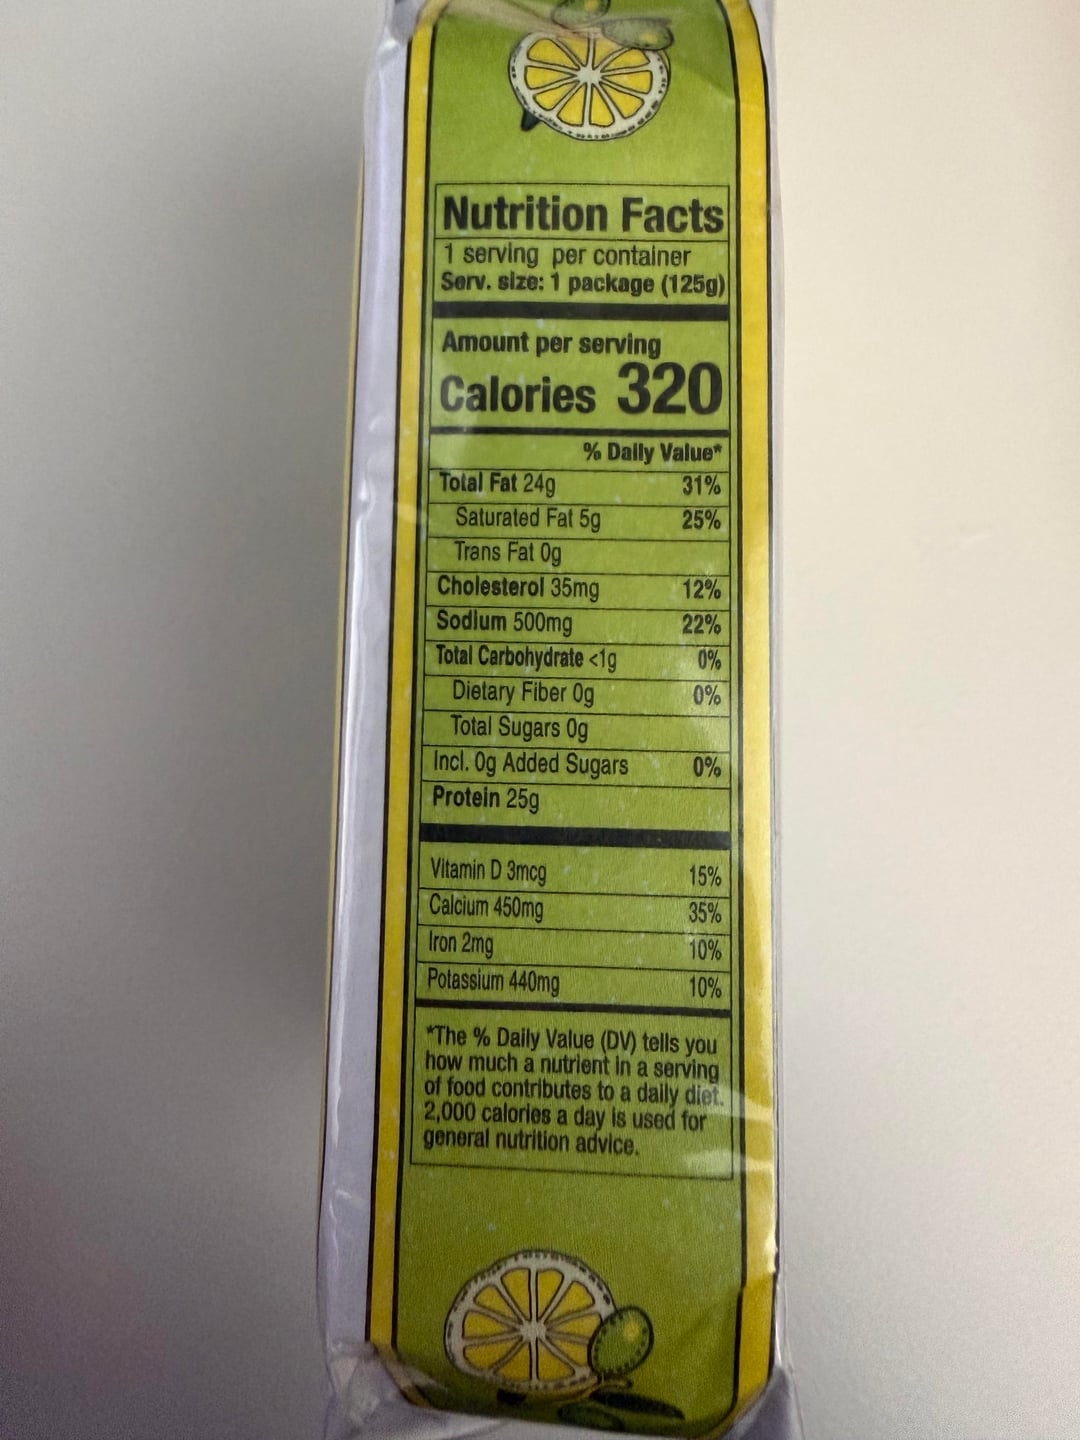 Nutrition Facts
1 serving per container
Serv. size: 1 package (125g)
Amount per serving
Calories 320
% Daily Value*
Total Fat 24g 31%
Saturated Fat 5g 25%
Trans Fat 0g
Cholesterol 35mg 12%
Sodium 500mg 22%
Total Carbohydrate <1g 0%
Dietary Fiber 0g 0%
Total Sugars 0g
Incl. 0g Added Sugars 0%
Protein 25g
Vitamin D 3mcg 15%
Calcium 450mg 35%
Iron 2mg 10%
Potassium 440mg 10%
*The % Daily Value (DV) tells you
how much a nutrient in a serving
of food contributes to a daily diet.
2,000 calories a day is used for
general nutrition advice.